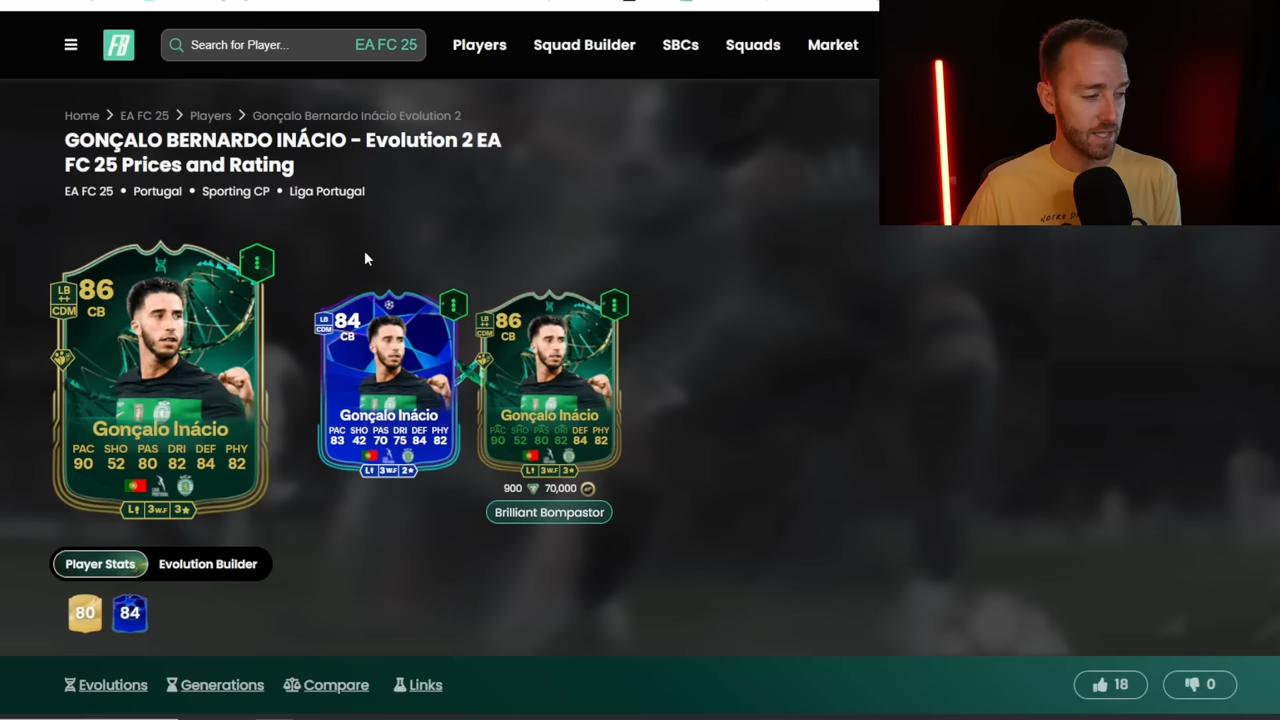 FB
Search for Player...
EA FC 25
Players
Squad Builder
SBCs
Squads
Market
Home > EA FC 25 > Players > Gonçalo Bernardo Inácio Evolution 2
GONÇALO BERNARDO INÁCIO - Evolution 2 EA
FC 25 Prices and Rating
EA FC 25 • Portugal • Sporting CP • Liga Portugal
LB
++
CDM
86
CB
Gonçalo Inácio
PAC SHO PAS DRI DEF PHY
90 52 80 82 84 82
L 3W.F 3★
LB
CDM
84
CB
Gonçalo Inácio
PAC SHO PAS DRI DEF PHY
83 42 70 75 84 82
L 3W.F 2★
LB
++
CDM
86
CB
Gonçalo Inácio
PAC SHO PAS DRI DEF PHY
90 52 80 82 84 82
L 3W.F 3★
900 70,000
Brilliant Bompastor
Player Stats
Evolution Builder
80
84
Evolutions
Generations
Compare
Links
18
0